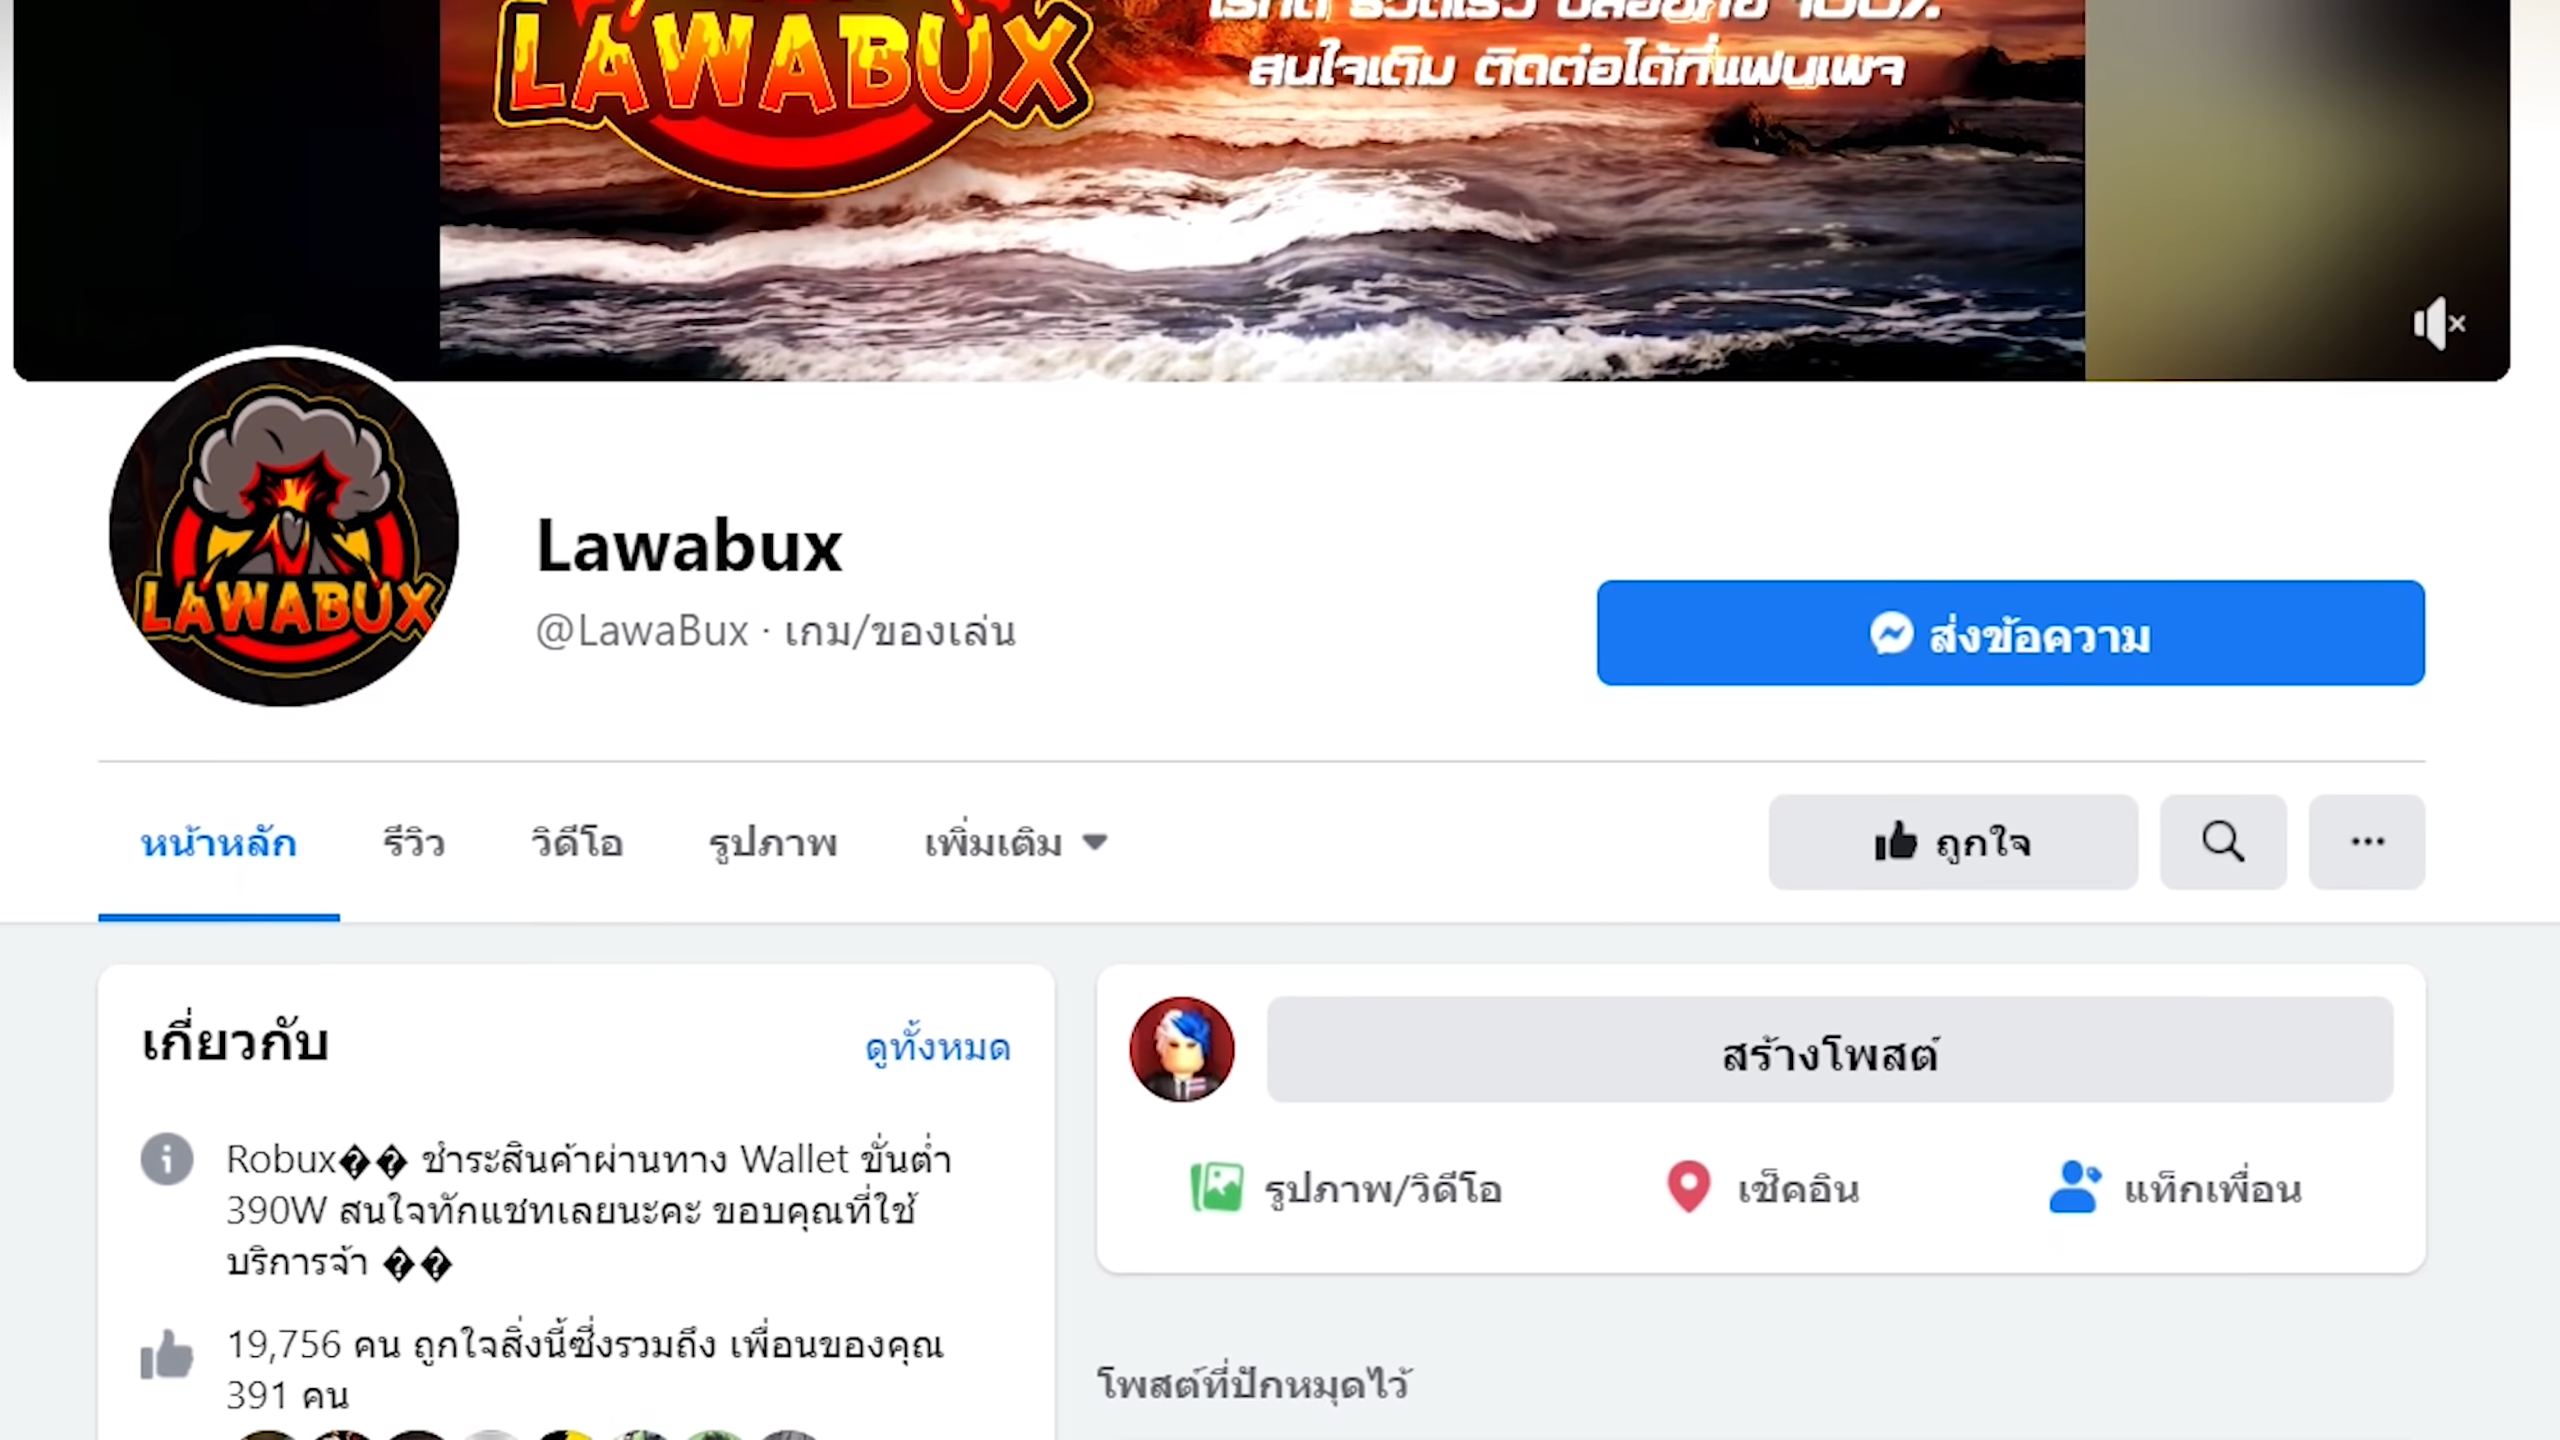 LAWABUX
สนใจเติม ติดต่อได้ที่แฟนเพจ
LAWABUX
Lawabux
@LawaBux · เกม/ของเล่น
ส่งข้อความ
หน้าหลัก รีวิว วิดีโอ รูปภาพ เพิ่มเติม
ถูกใจ
เกี่ยวกับ ดูทั้งหมด
Robux�� ชำระสินค้าผ่านทาง Wallet ขั่นต่ำ
390W สนใจทักแชทเลยนะคะ ขอบคุณที่ใช้
บริการจ้า ��
19,756 คน ถูกใจสิ่งนี้ซึ่งรวมถึง เพื่อนของคุณ
391 คน
สร้างโพสต์
รูปภาพ/วิดีโอ เช็คอิน แท็กเพื่อน
โพสต์ที่ปักหมุดไว้